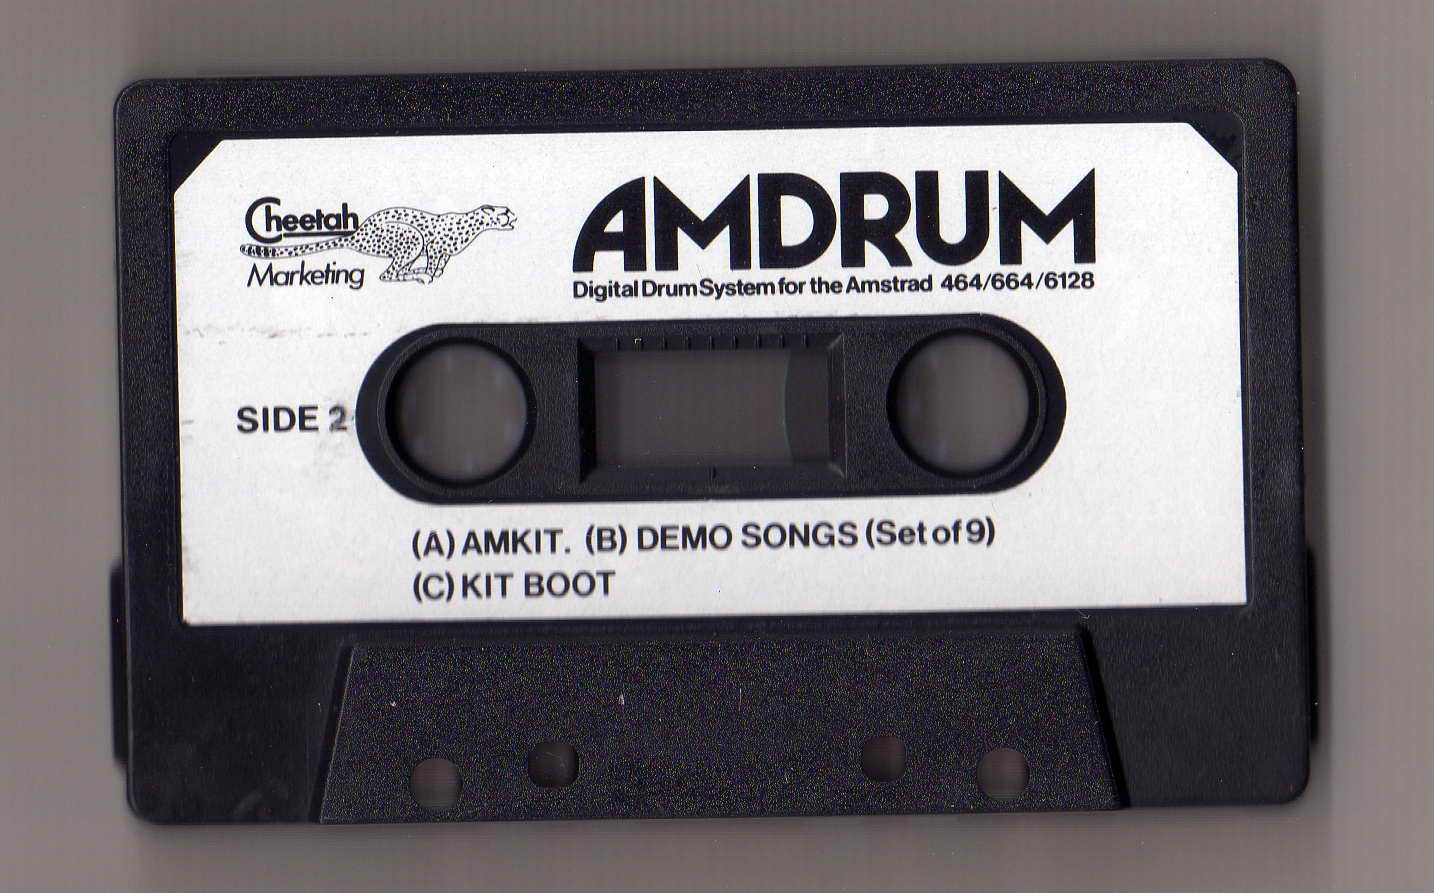 Cheetah
Marketing
AMDRUM
Digital Drum System for the Amstrad 464/664/6128
SIDE 2
(A) AMKIT. (B) DEMO SONGS (Set of 9)
(C) KIT BOOT